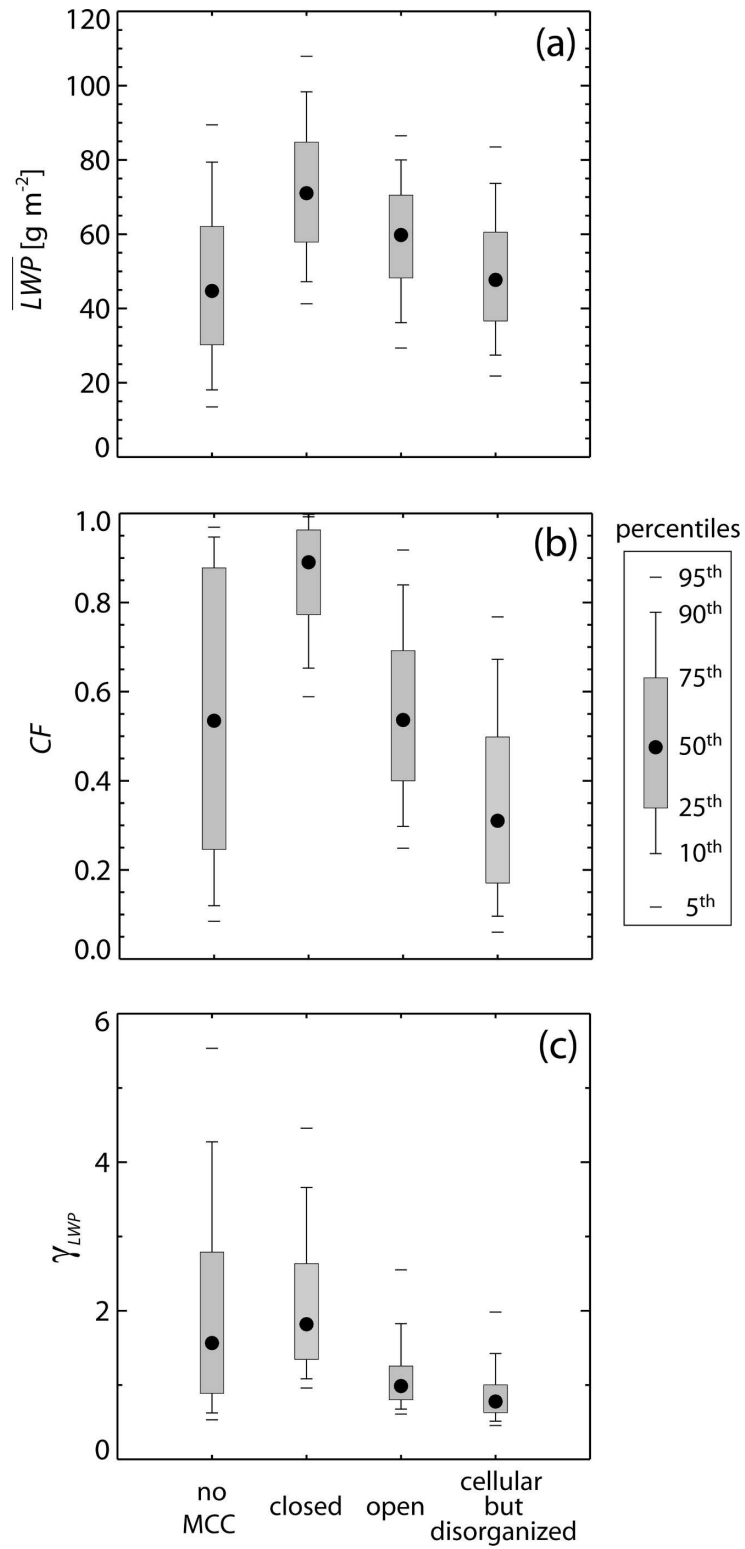 120
(a)
100
80
60
40
20
0
LWP [g m-2]
1.0
(b)
0.8
0.6
0.4
0.2
0.0
CF
percentiles
95th
90th
75th
50th
25th
10th
5th
6
(c)
4
2
0
γLWP
no
MCC
closed
open
cellular
but
disorganized